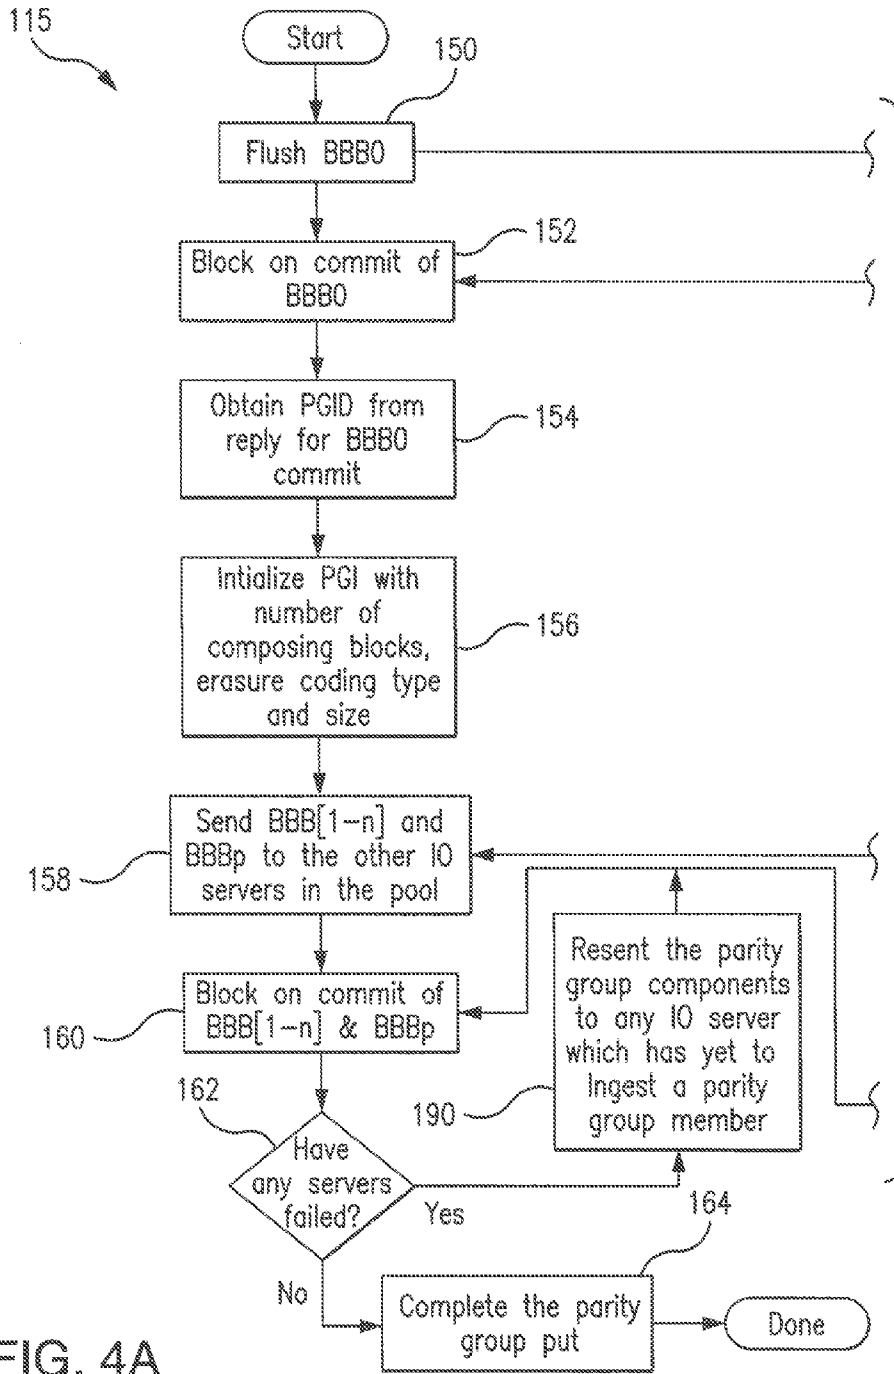 115
Start
150
Flush BBB0
152
Block on commit of
BBB0
Obtain PGID from
reply for BBB0
commit
154
Intialize PGI with
number of
composing blocks,
erasure coding type
and size
156
Send BBB[1-n] and
BBBp to the other IO
servers in the pool
158
Block on commit of
BBB[1-n] & BBBp
160
Resent the parity
group components
to any IO server
which has yet to
Ingest a parity
group member
190
162
Have
any servers
failed?
Yes
No
164
Complete the parity
group put
Done
FIG. 4A